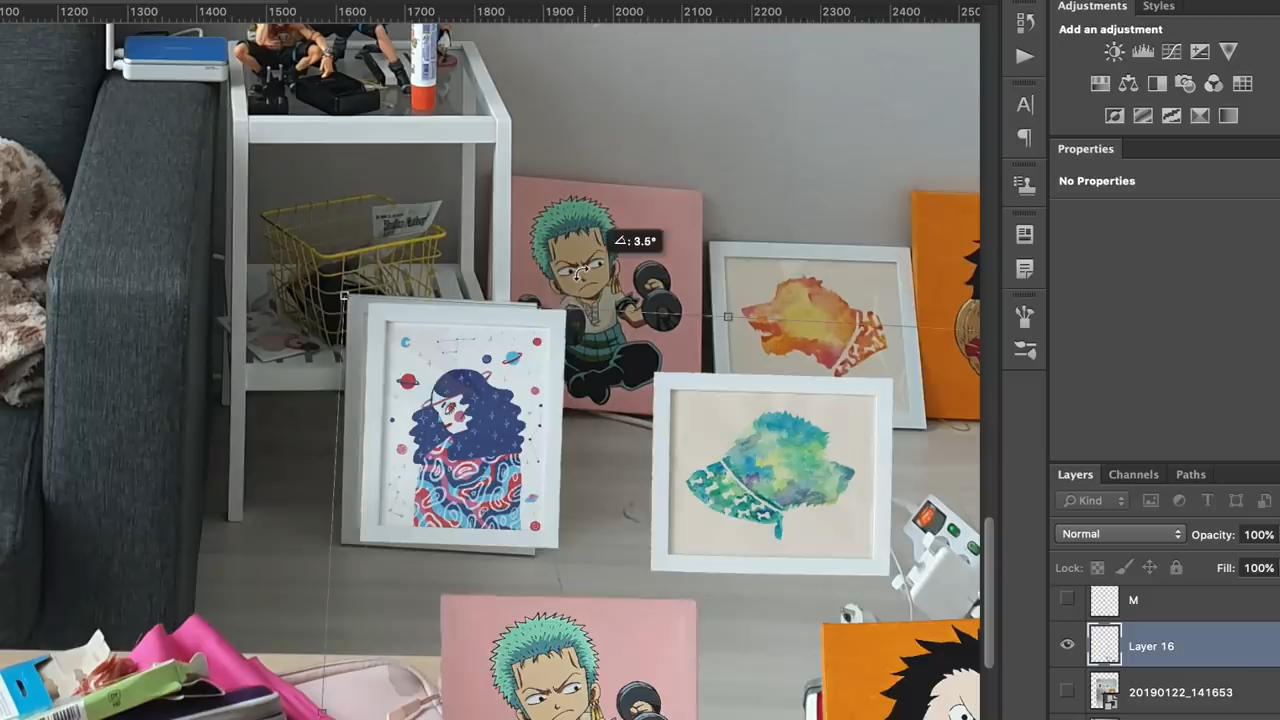 1200 1300 1400 1500 1600 1700 1800 1900 2000 2100 2200 2300 2400
Adjustments Styles
Add an adjustment
Properties
No Properties
∠: 3.5°
Layers Channels Paths
Kind
Normal Opacity: 100%
Lock: Fill: 100%
M
Layer 16
20190122_141653